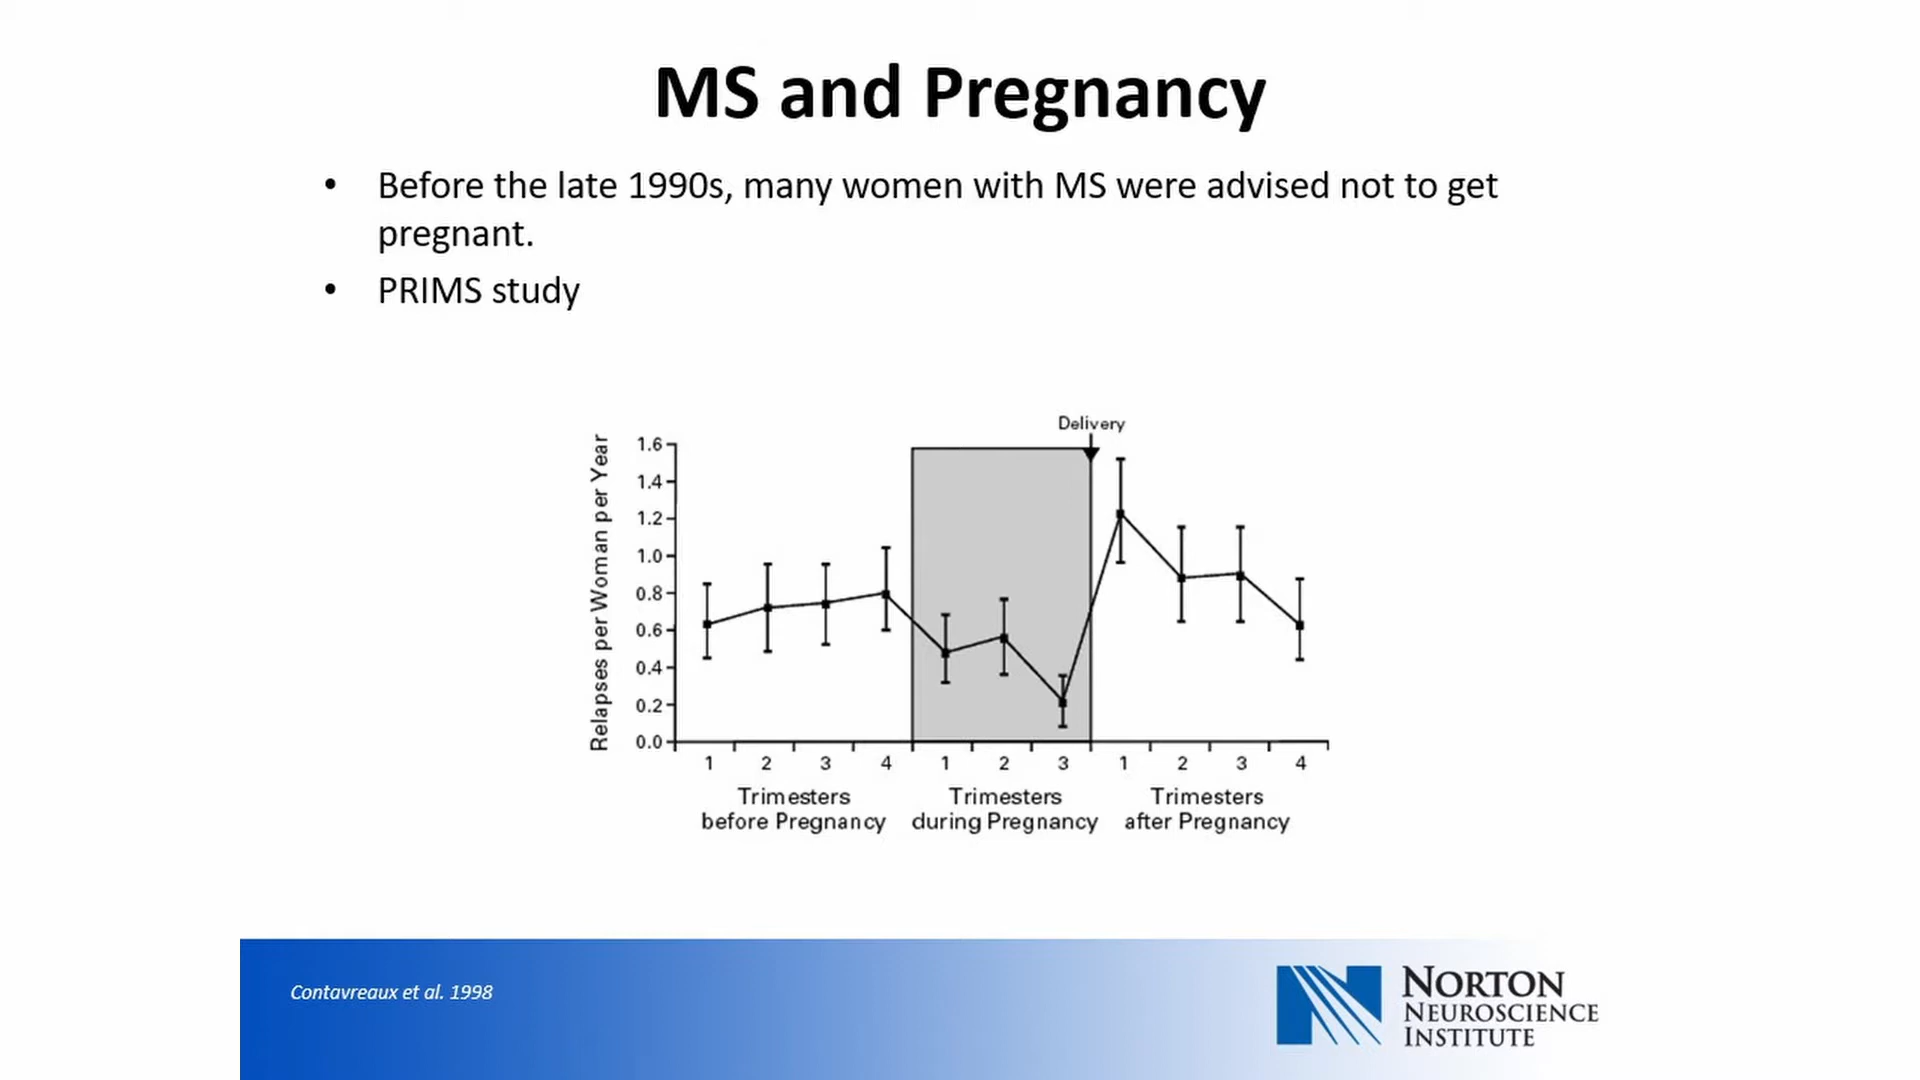 MS and Pregnancy
• Before the late 1990s, many women with MS were advised not to get
pregnant.
• PRIMS study
Delivery
Relapses per Woman per Year
1.6
1.4
1.2
1.0
0.8
0.6
0.4
0.2
0.0
1 2 3 4 1 2 3 1 2 3 4
Trimesters Trimesters Trimesters
before Pregnancy during Pregnancy after Pregnancy
Contavreaux et al. 1998
NORTON
NEUROSCIENCE
INSTITUTE